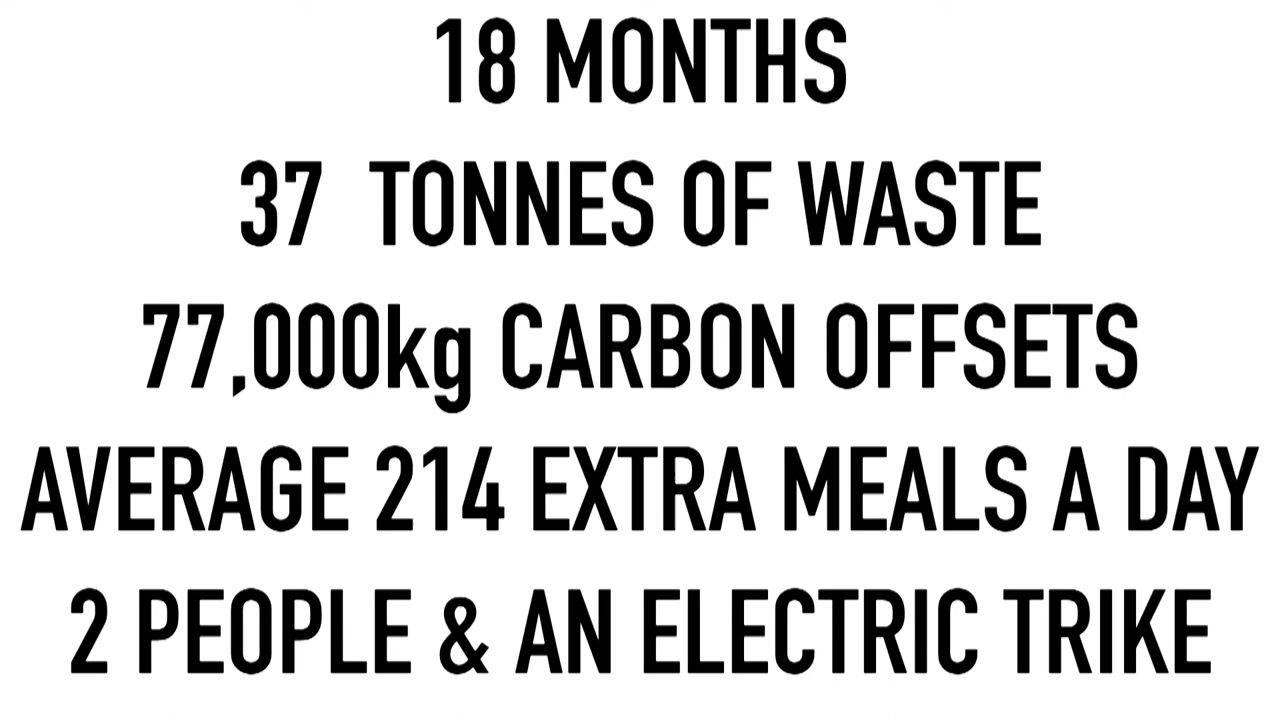 18 MONTHS
37 TONNES OF WASTE
77,000kg CARBON OFFSETS
AVERAGE 214 EXTRA MEALS A DAY
2 PEOPLE & AN ELECTRIC TRIKE